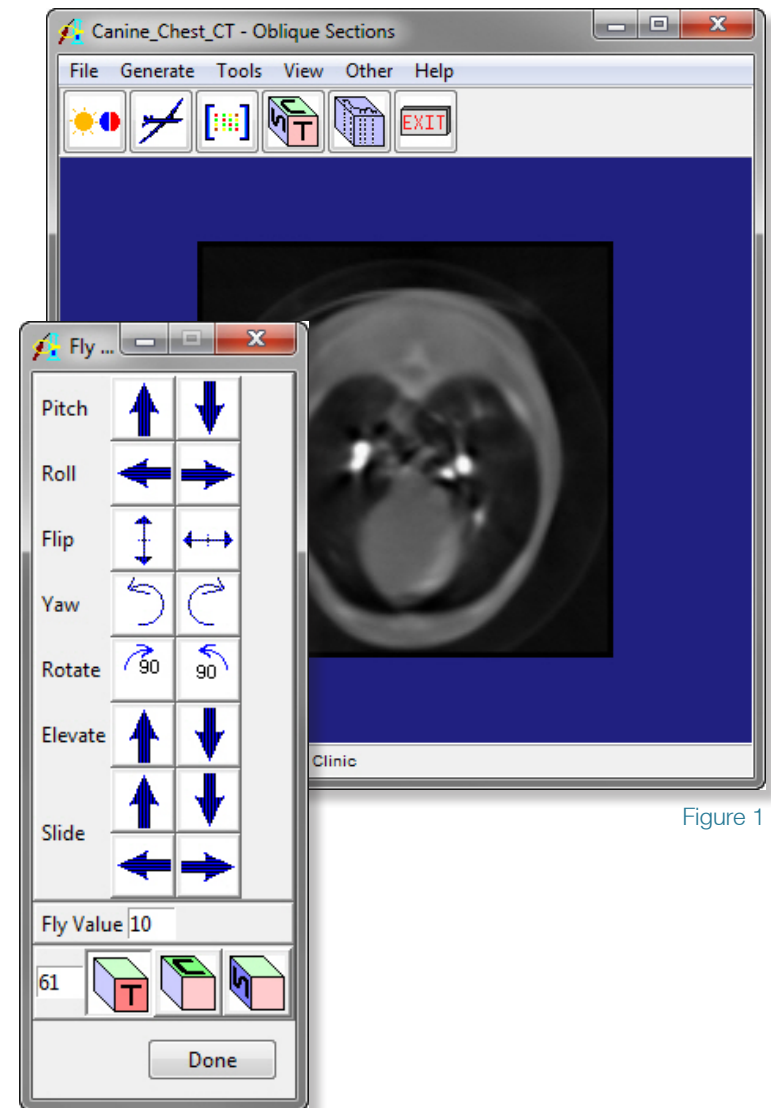 Canine_Chest_CT - Oblique Sections
File Generate Tools View Other Help
EXIT
Fly ...
Pitch
Roll
Flip
Yaw
Rotate 90 90
Elevate
Slide
Fly Value 10
61 T
Done
Clinic
Figure 1